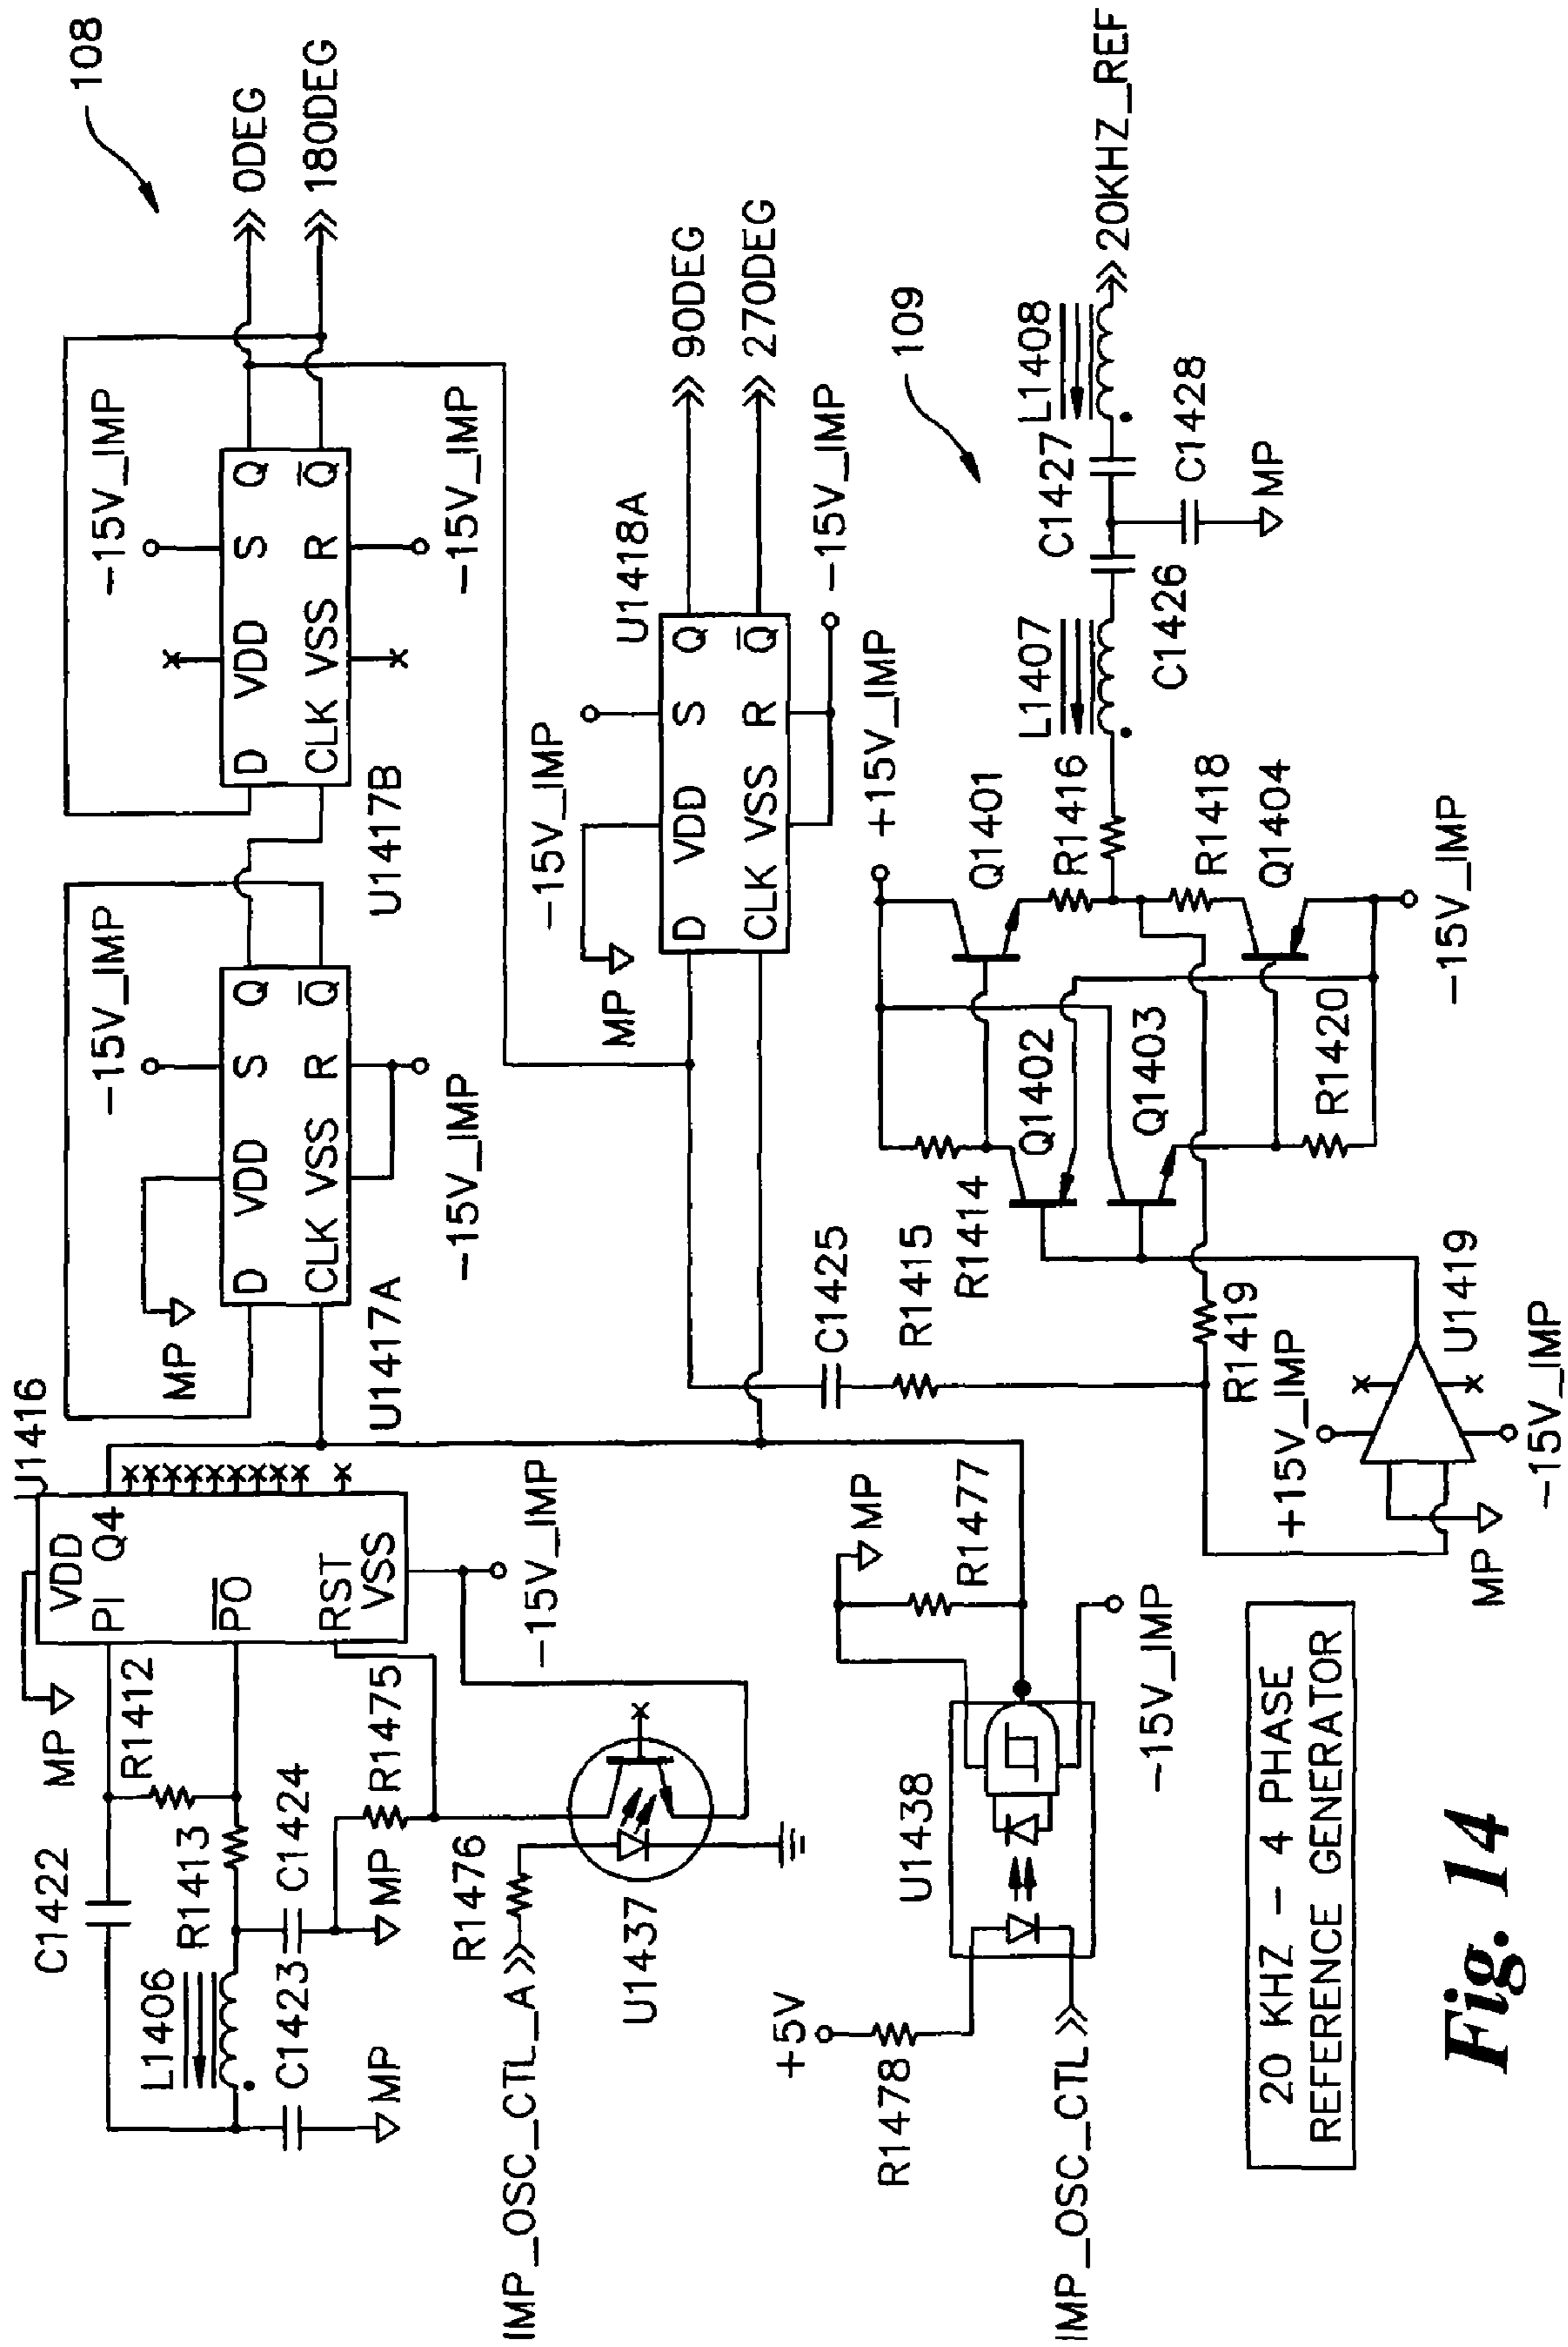 108
0DEG
180DEG
-15V_IMP
S
Q
VDD
D
R
Q
VSS
CLK
-15V_IMP
U1417B
-15V_IMP
S
Q
VDD
D
MP
R
Q
VSS
CLK
-15V_IMP
U1417A
U1416
VDD
Q4
PI
PO
RST
VSS
-15V_IMP
MP
R1412
C1422
R1413
C1424
R1475
L1406
C1423
MP
MP
R1476
IMP_OSC_CTL_A
U1437
90DEG
270DEG
U1418A
-15V_IMP
S
Q
VDD
D
MP
R
Q
VSS
CLK
-15V_IMP
C1425
R1415
109
+15V_IMP
Q1401
R1416
L1407
C1426
C1427
C1428
MP
L1408
20KHZ_REF
R1418
Q1404
-15V_IMP
R1414
Q1402
Q1403
R1420
R1419
U1419
+15V_IMP
-15V_IMP
MP
MP
R1477
U1438
-15V_IMP
+5V
R1478
IMP_OSC_CTL
20 KHZ - 4 PHASE
REFERENCE GENERATOR
Fig. 14